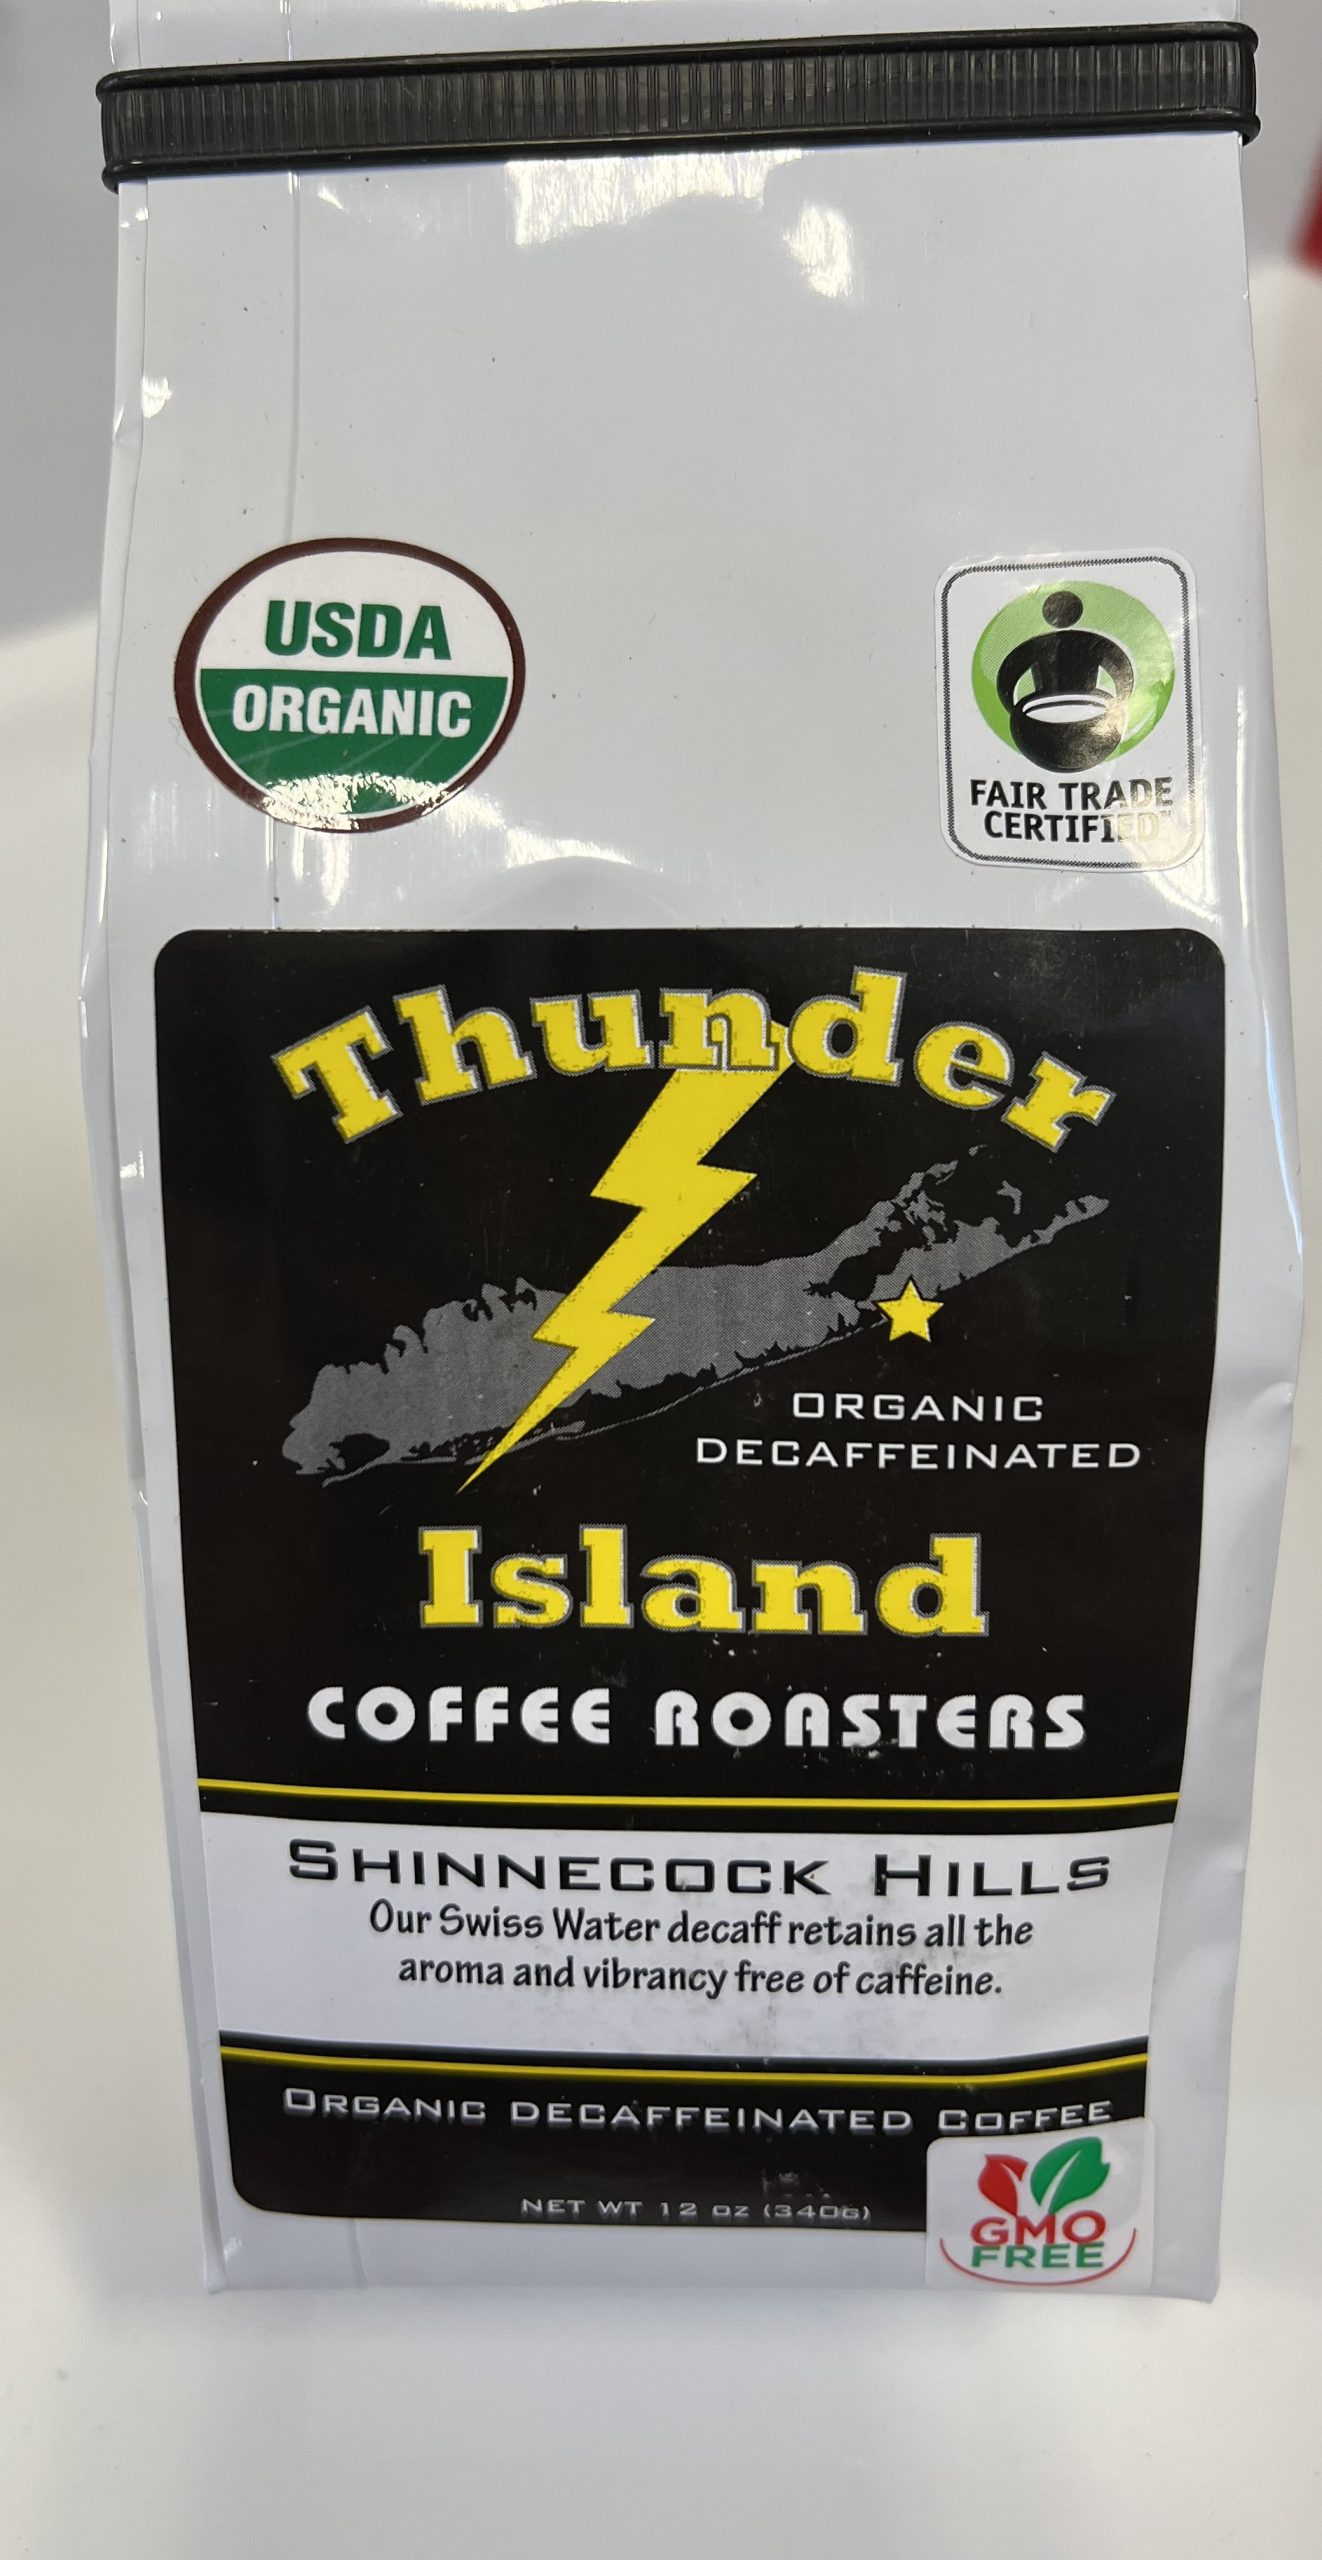 USDA
ORGANIC
FAIR TRADE
CERTIFIED™
Thunder
ORGANIC
DECAFFEINATED
Island
COFFEE ROASTERS
SHINNECOCK HILLS
Our Swiss Water decaff retains all the
aroma and vibrancy free of caffeine.
ORGANIC DECAFFEINATED COFFEE
NET WT 12 OZ (340G)
GMO
FREE